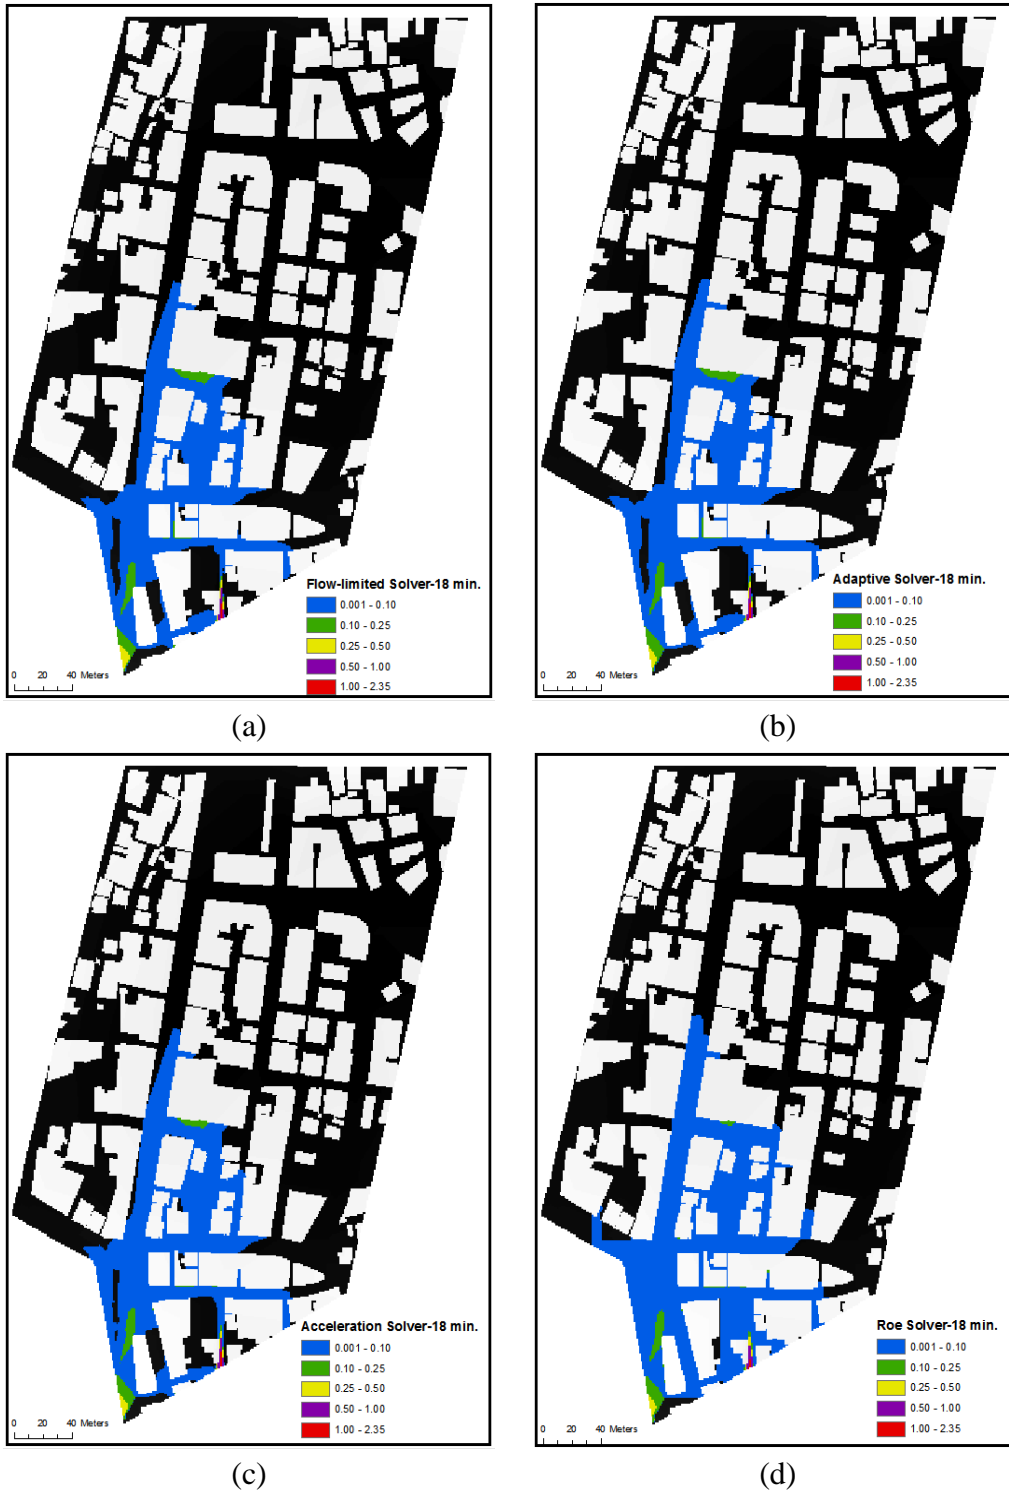 Flow-limited Solver-18 min.
0.001 - 0.10
0.10 - 0.25
0.25 - 0.50
0.50 - 1.00
1.00 - 2.35
0 20 40 Meters
(a)
Adaptive Solver-18 min.
0.001 - 0.10
0.10 - 0.25
0.25 - 0.50
0.50 - 1.00
1.00 - 2.35
0 20 40 Meters
(b)
Acceleration Solver-18 min.
0.001 - 0.10
0.10 - 0.25
0.25 - 0.50
0.50 - 1.00
1.00 - 2.35
0 20 40 Meters
(c)
Roe Solver-18 min.
0.001 - 0.10
0.10 - 0.25
0.25 - 0.50
0.50 - 1.00
1.00 - 2.35
0 20 40 Meters
(d)